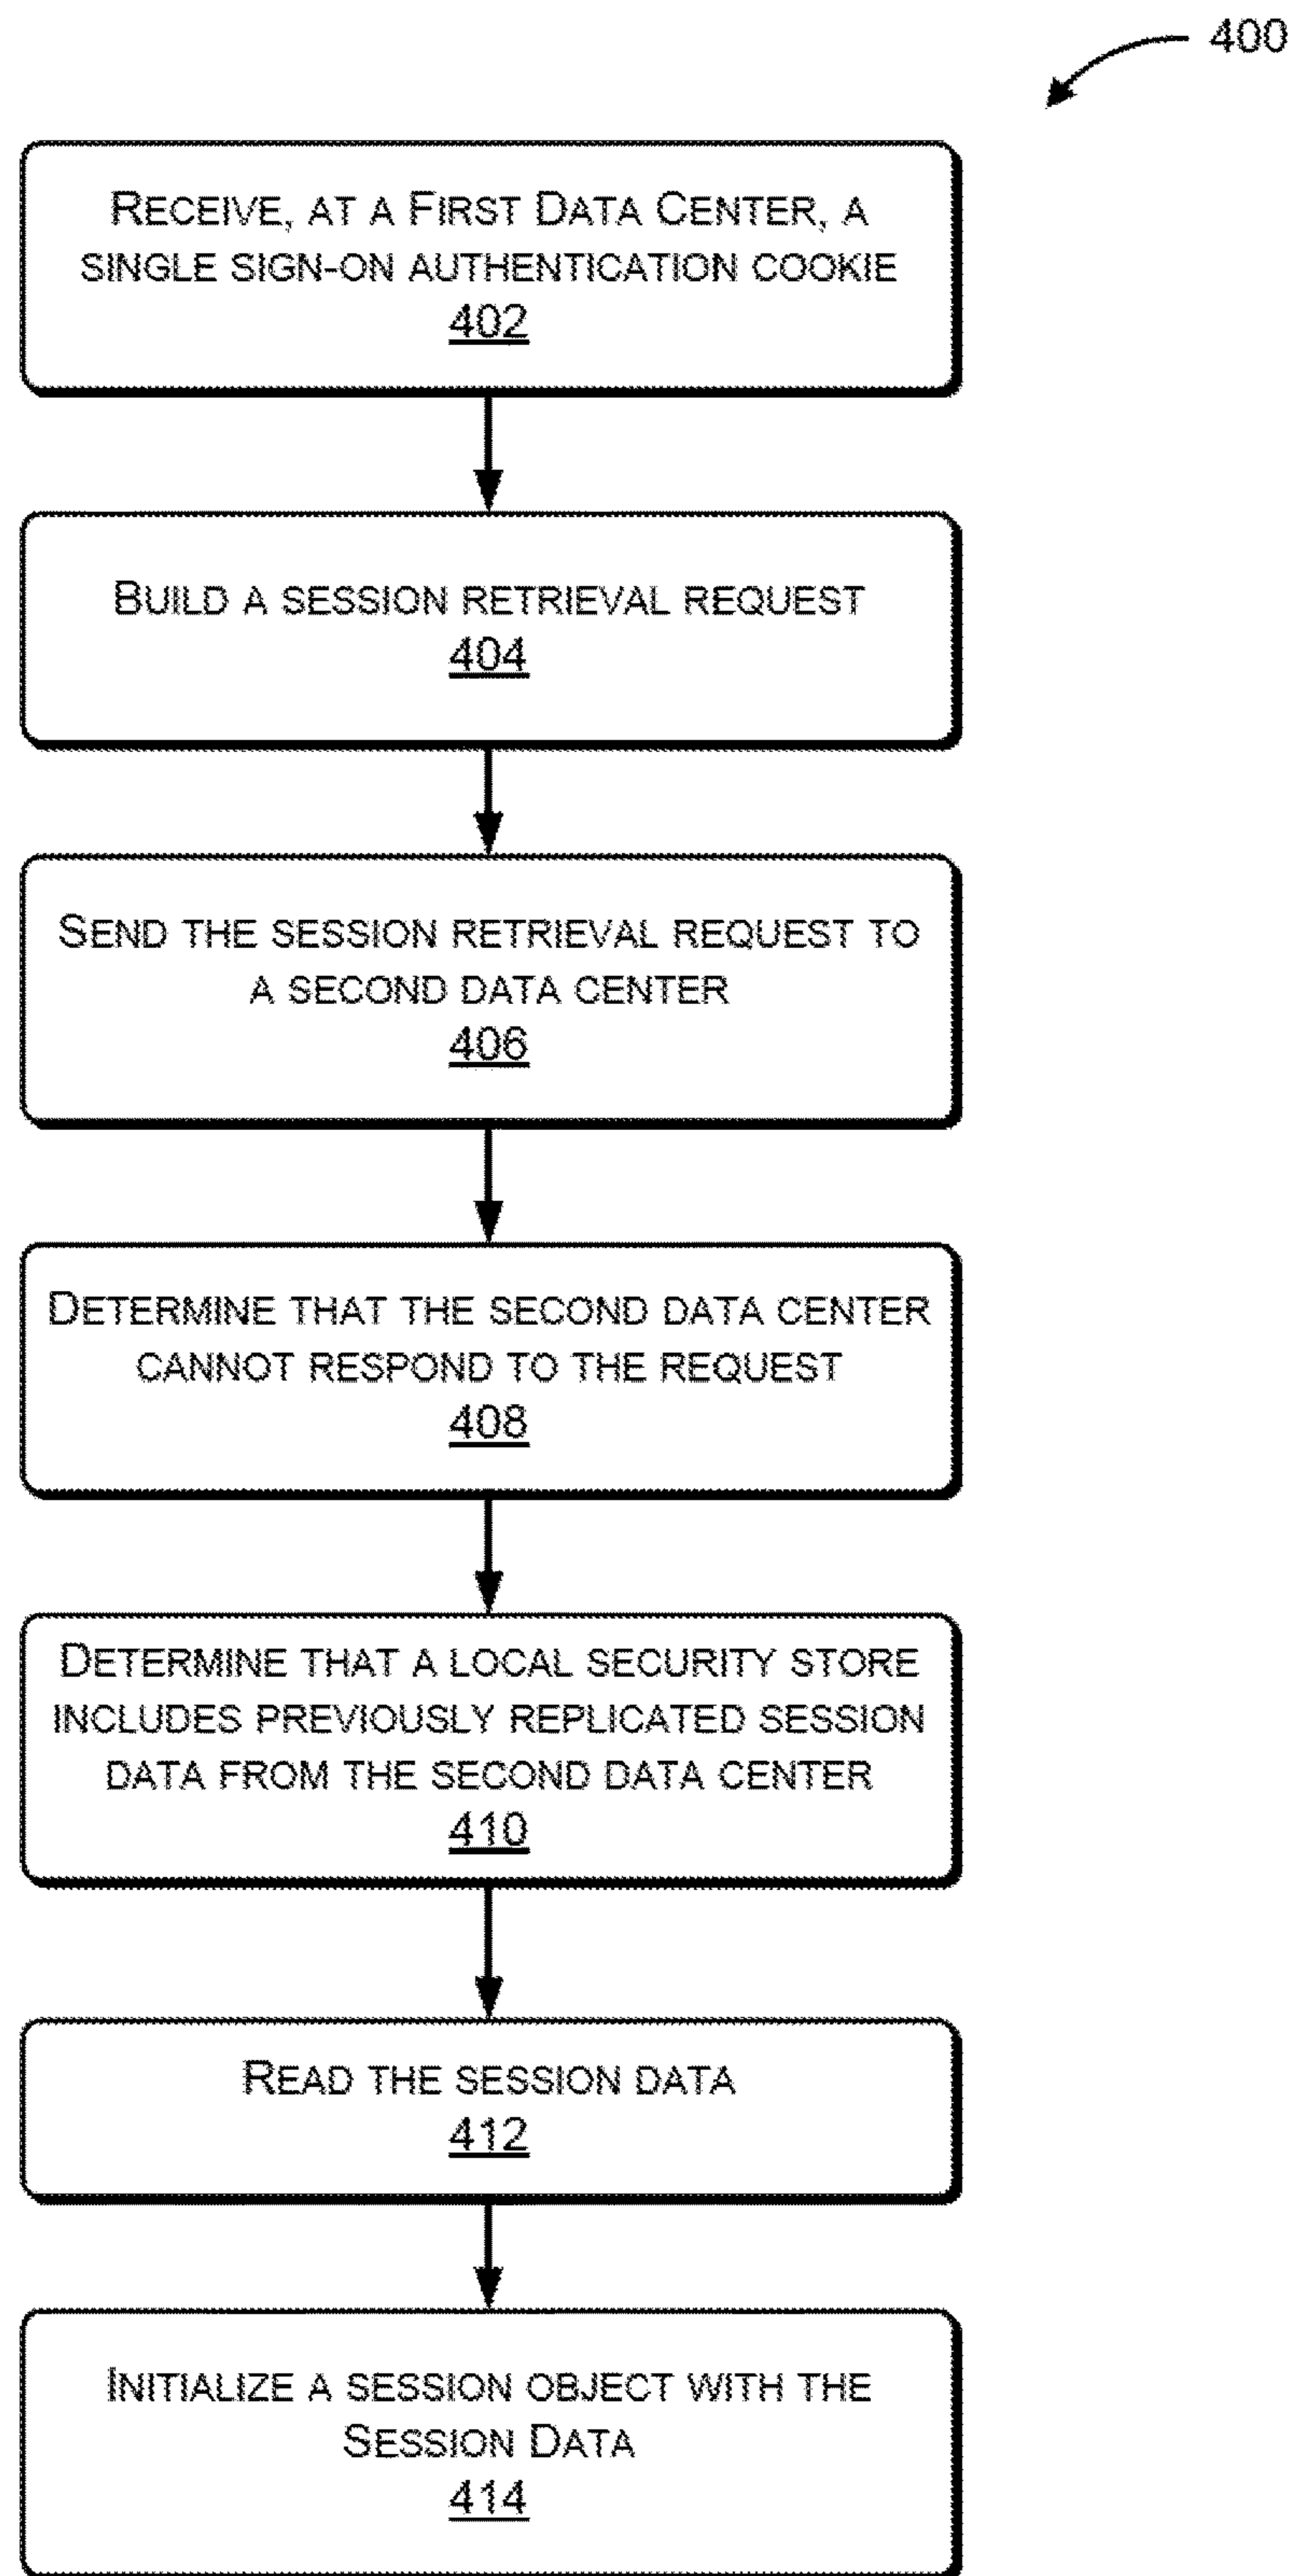 400
RECEIVE, AT A FIRST DATA CENTER, A
SINGLE SIGN-ON AUTHENTICATION COOKIE
402
BUILD A SESSION RETRIEVAL REQUEST
404
SEND THE SESSION RETRIEVAL REQUEST TO
A SECOND DATA CENTER
406
DETERMINE THAT THE SECOND DATA CENTER
CANNOT RESPOND TO THE REQUEST
408
DETERMINE THAT A LOCAL SECURITY STORE
INCLUDES PREVIOUSLY REPLICATED SESSION
DATA FROM THE SECOND DATA CENTER
410
READ THE SESSION DATA
412
INITIALIZE A SESSION OBJECT WITH THE
SESSION DATA
414